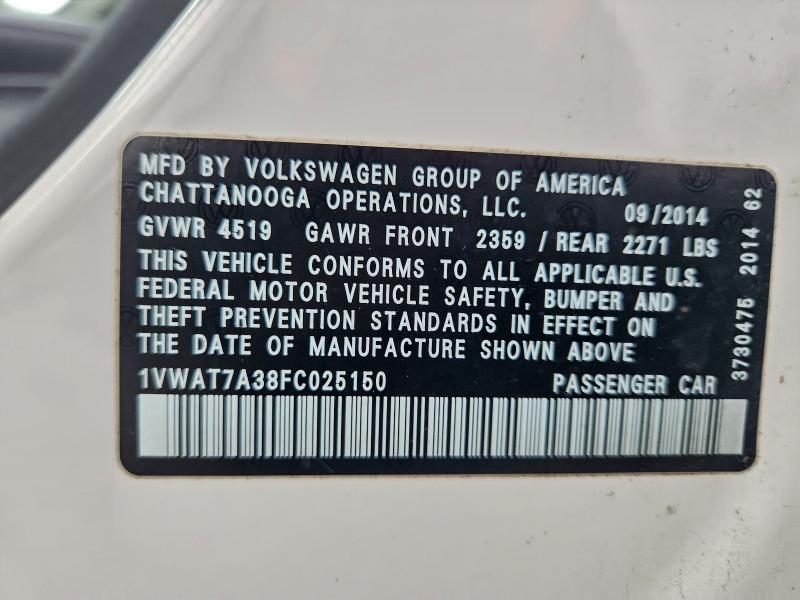 MFD BY VOLKSWAGEN GROUP OF AMERICA
CHATTANOOGA OPERATIONS, LLC. 09/2014
GVWR 4519 GAWR FRONT 2359 / REAR 2271 LBS
THIS VEHICLE CONFORMS TO ALL APPLICABLE U.S.
FEDERAL MOTOR VEHICLE SAFETY, BUMPER AND
THEFT PREVENTION STANDARDS IN EFFECT ON
THE DATE OF MANUFACTURE SHOWN ABOVE
1VWAT7A38FC025150 PASSENGER CAR
3730475 2014 62